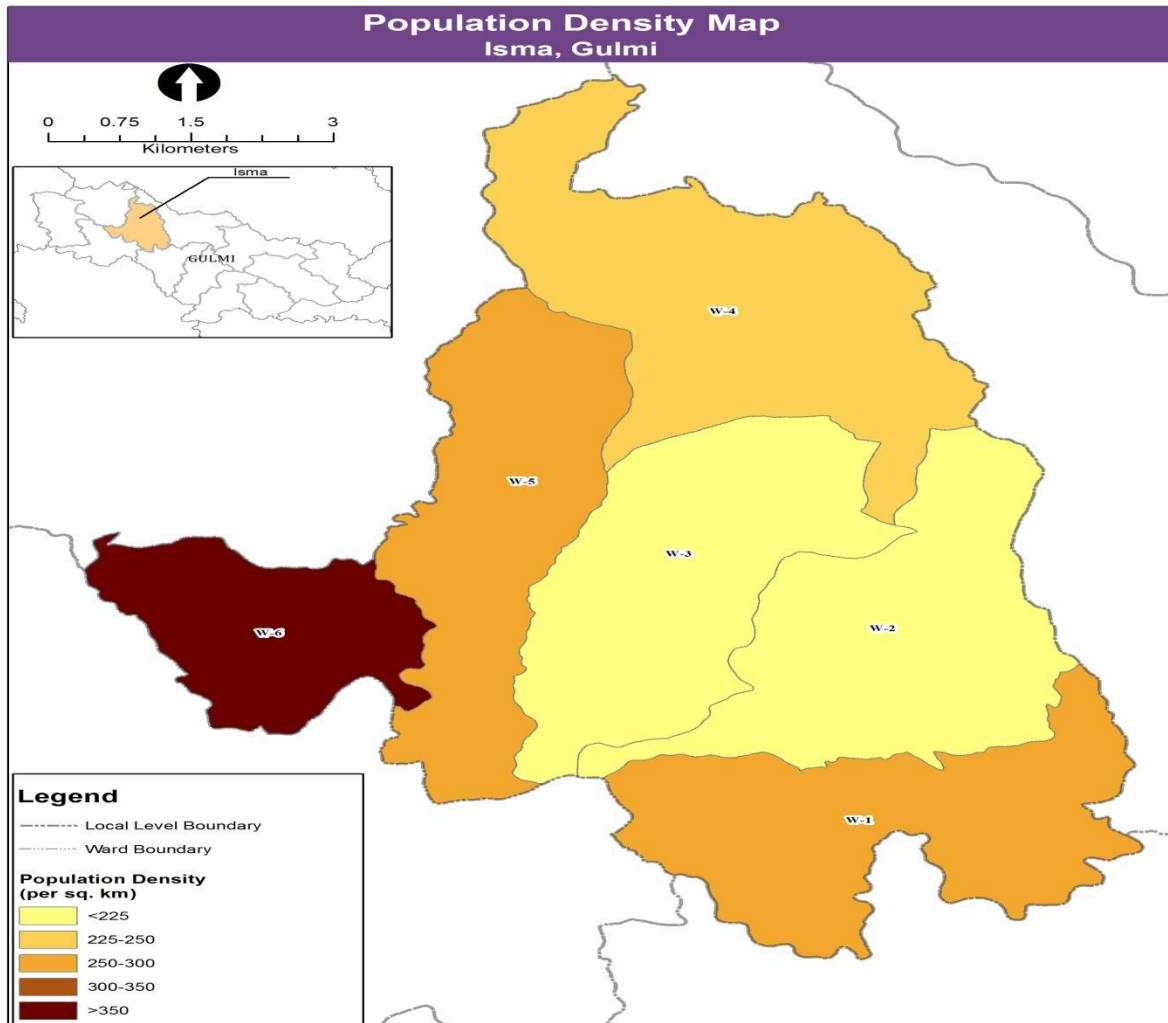 Population Density Map
Isma, Gulmi
0 0.75 1.5 3
Kilometers
Isma
GULMI
W-4
W-5
W-3
W-6
W-2
W-1
Legend
Local Level Boundary
Ward Boundary
Population Density
(per sq. km)
<225
225-250
250-300
300-350
>350